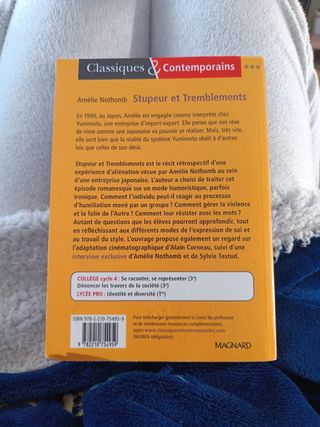 Classiques & Contemporains
Amélie Nothomb Stupeur et Tremblements
En 1990, au Japon, Amélie est engagée comme interprète chez
Yumimoto, une entreprise d'import-export. Elle pense que son rêve
de vivre comme une Japonaise va pouvoir se réaliser. Mais, très vite,
elle sent bien que la réalité du système Yumimoto obéit à d'autres
lois que celles de son désir.
Stupeur et Tremblements est le récit rétrospectif d'une
expérience d'aliénation vécue par Amélie Nothomb au sein
d'une entreprise japonaise. L'auteur a choisi de traiter cet
épisode romanesque sur un mode humoristique, parfois
ironique. Comment l'individu peut-il réagir au processus
d'humiliation mené par un groupe ? Comment gérer la violence
et la folie de l'Autre ? Comment leur résister avec les mots ?
Autant de questions que les élèves pourront approfondir, tout
en réfléchissant aux différents modes de l'expression de soi et
au travail du style. L'ouvrage propose également un regard sur
l'adaptation cinématographique d'Alain Corneau, suivi d'une
interview exclusive d'Amélie Nothomb et de Sylvie Testud.
COLLÈGE cycle 4 : Se raconter, se représenter (3e)
Dénoncer les travers de la société (3e)
LYCÉE PRO : Identité et diversité (1re)
ISBN 978-2-210-75495-9
9 782210 754959
Pour télécharger gratuitement le Livret du professeur
et de nombreuses ressources complémentaires,
tapez www.classiquesetcontemporains.com
(NUMEN obligatoire).
MAGNARD